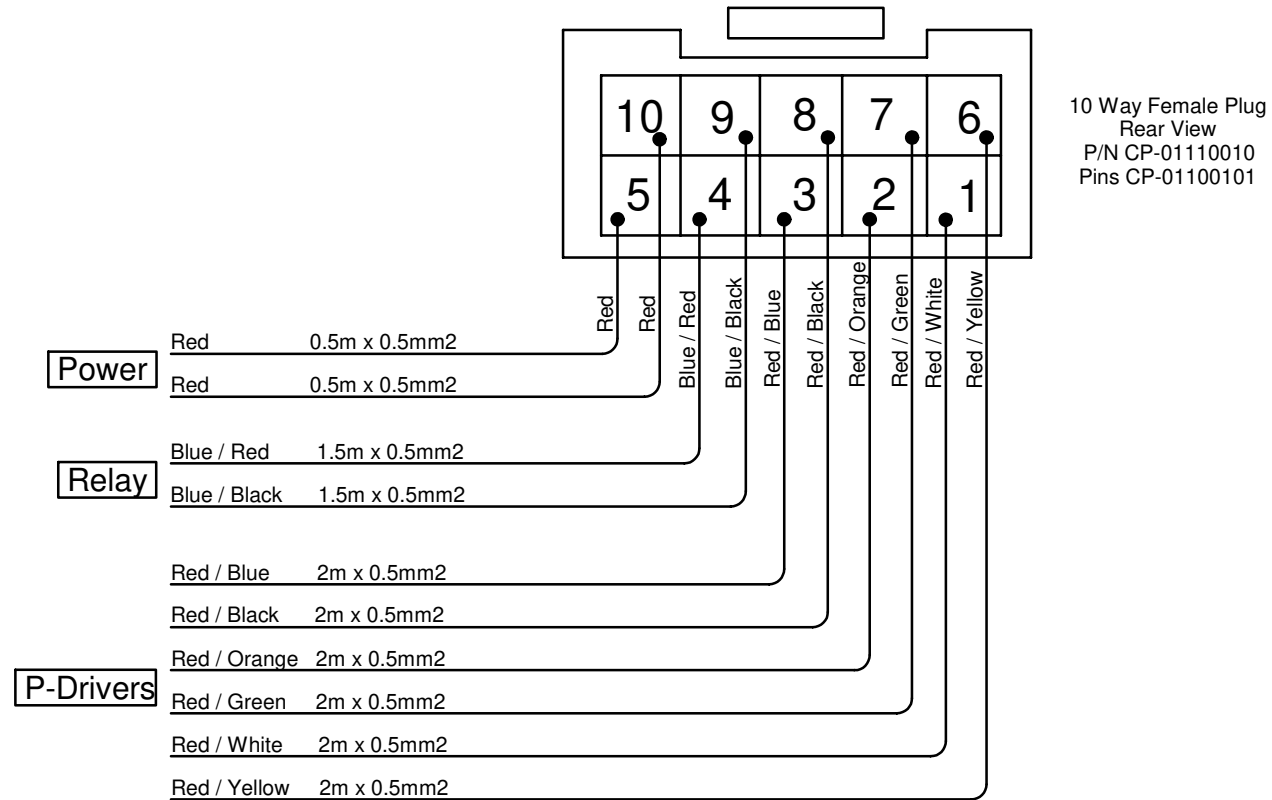 10 9 8 7 6
5 4 3 2 1
10 Way Female Plug
Rear View
P/N CP-01110010
Pins CP-01100101
Red
Red
Blue / Red
Blue / Black
Red / Blue
Red / Black
Red / Orange
Red / Green
Red / White
Red / Yellow
Power
Red 0.5m x 0.5mm2
Red 0.5m x 0.5mm2
Relay
Blue / Red 1.5m x 0.5mm2
Blue / Black 1.5m x 0.5mm2
P-Drivers
Red / Blue 2m x 0.5mm2
Red / Black 2m x 0.5mm2
Red / Orange 2m x 0.5mm2
Red / Green 2m x 0.5mm2
Red / White 2m x 0.5mm2
Red / Yellow 2m x 0.5mm2